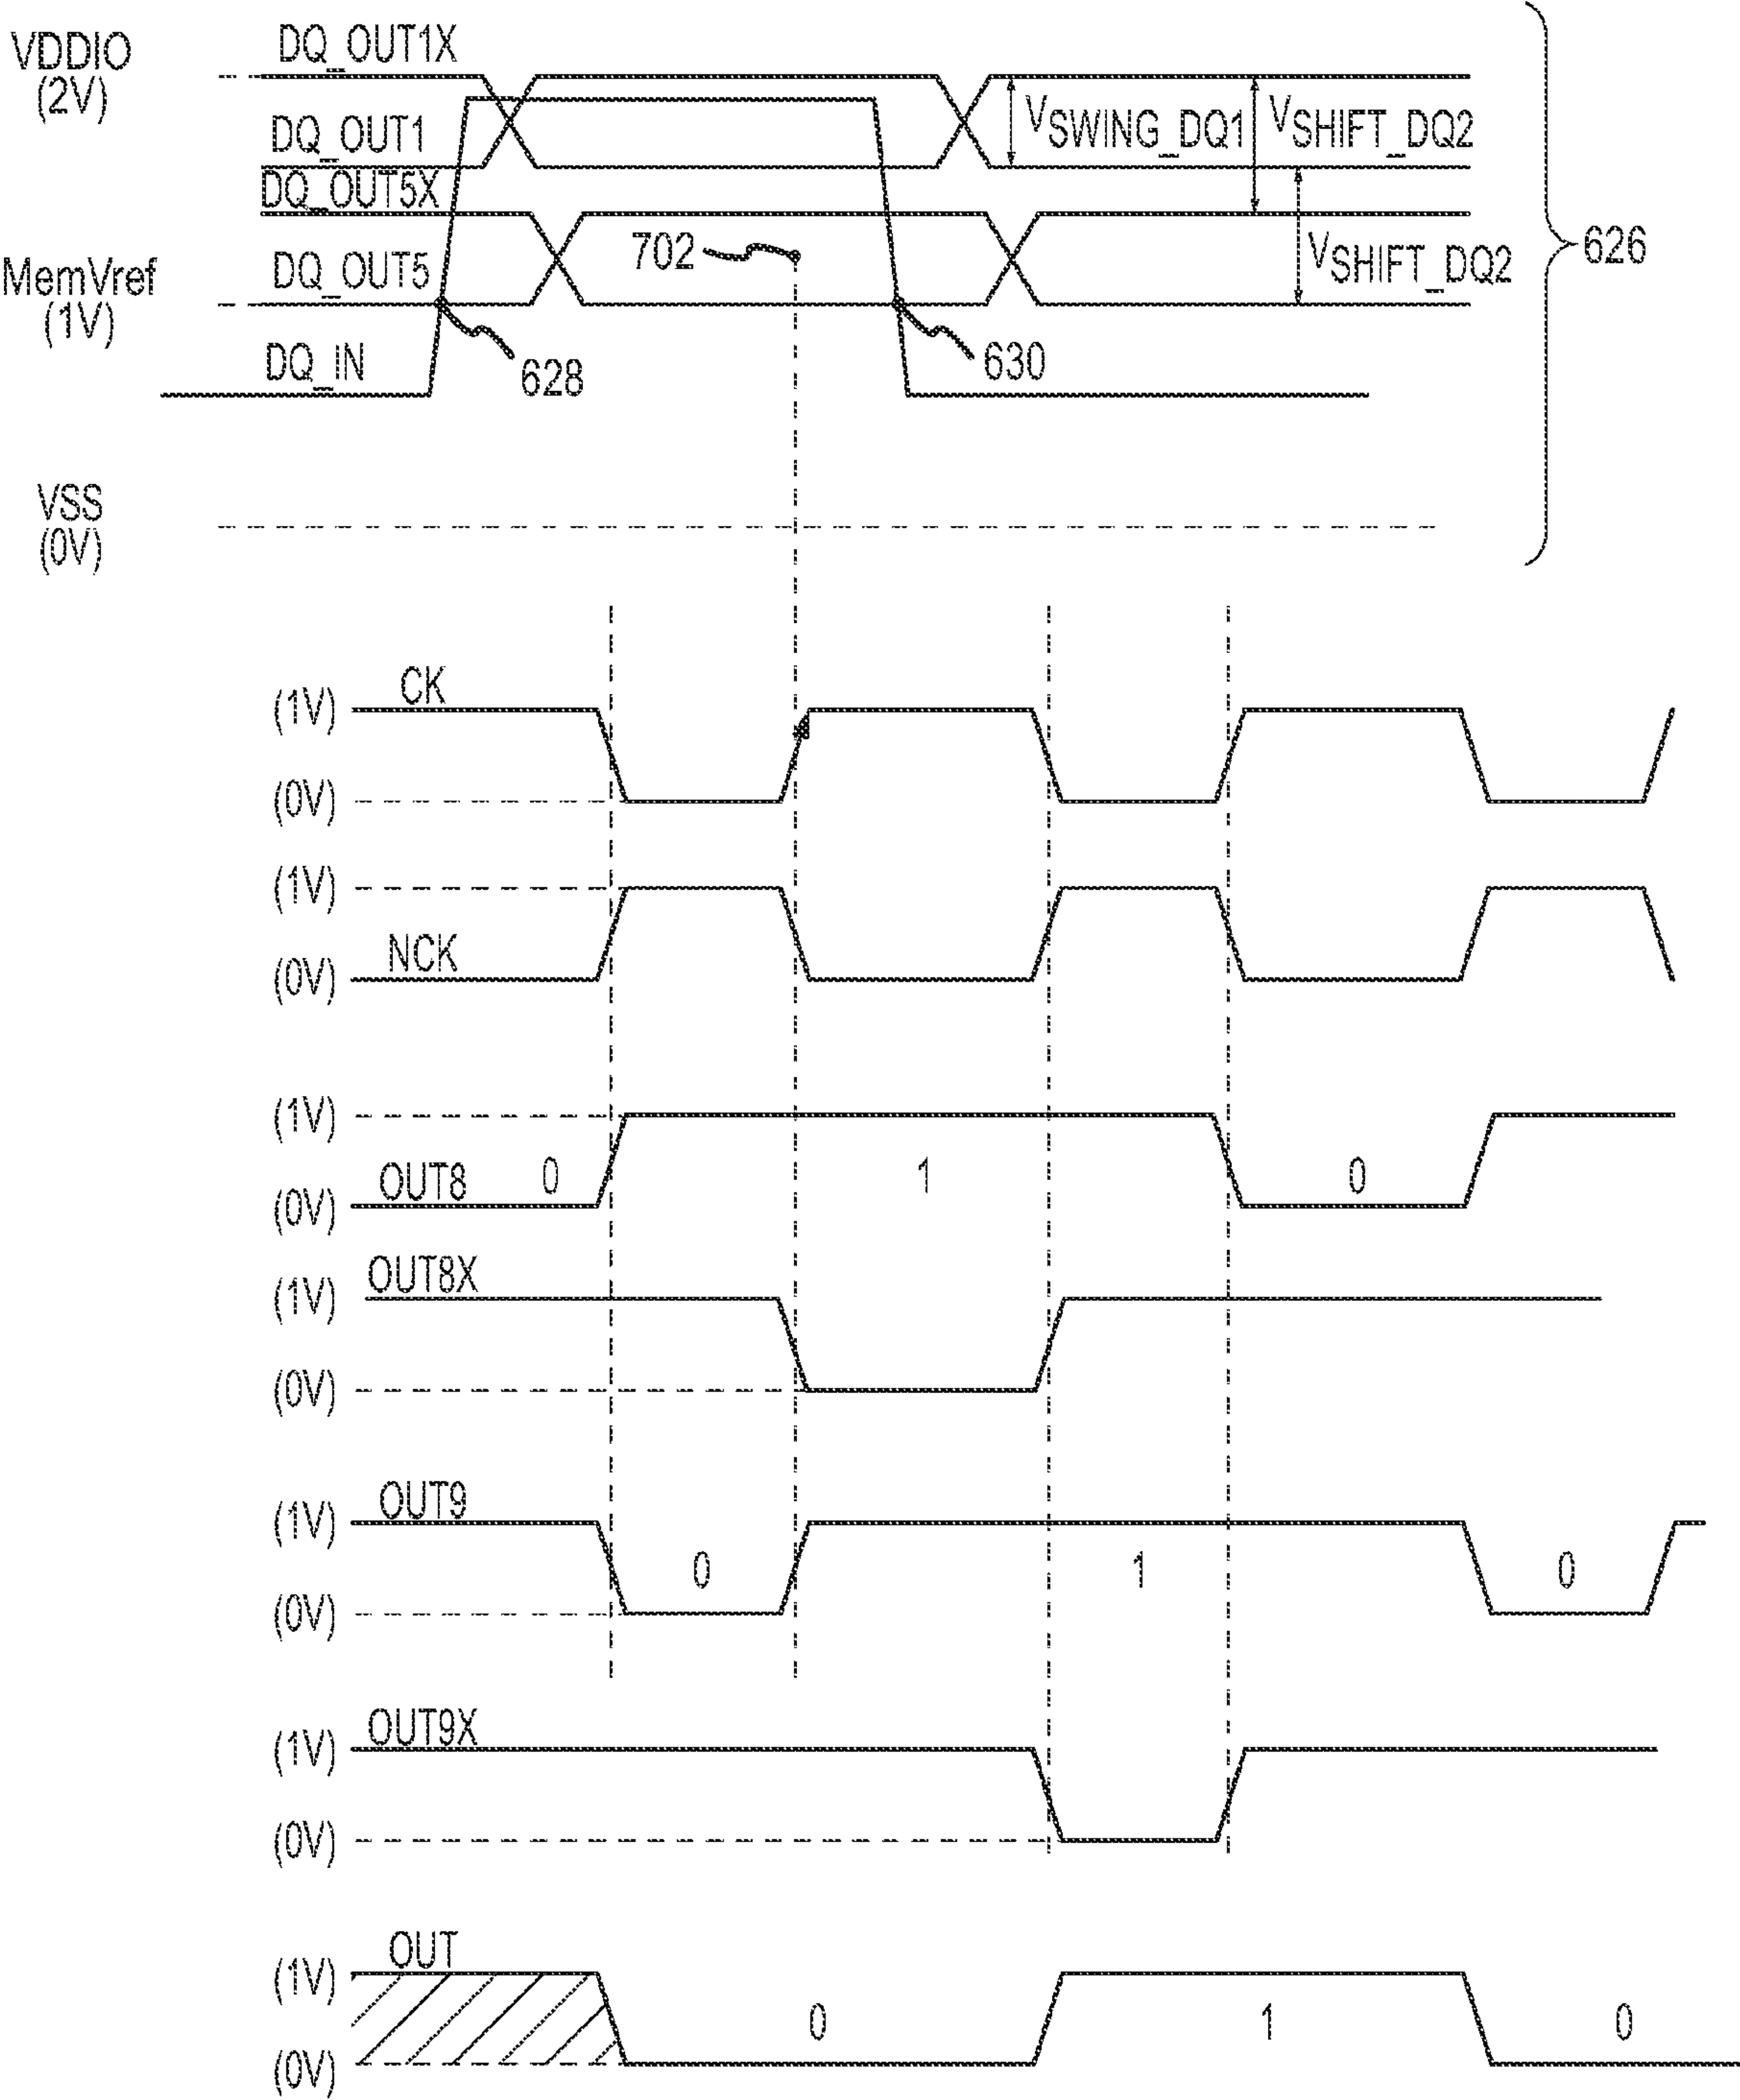 VDDIO
(2V)
DQ_OUT1X
DQ_OUT1
VSWING_DQ1
VSHIFT_DQ2
DQ_OUT5X
702
MemVref
(1V)
DQ_OUT5
VSHIFT_DQ2
626
DQ_iN
628
630
VSS
(0V)
(1V)
CK
(0V)
(1V)
NCK
(0V)
(1V)
OUT8
0
1
0
(0V)
OUT8X
(1V)
(0V)
OUT9
(1V)
0
1
0
(0V)
OUT9X
(1V)
(0V)
OUT
(1V)
0
1
0
(0V)